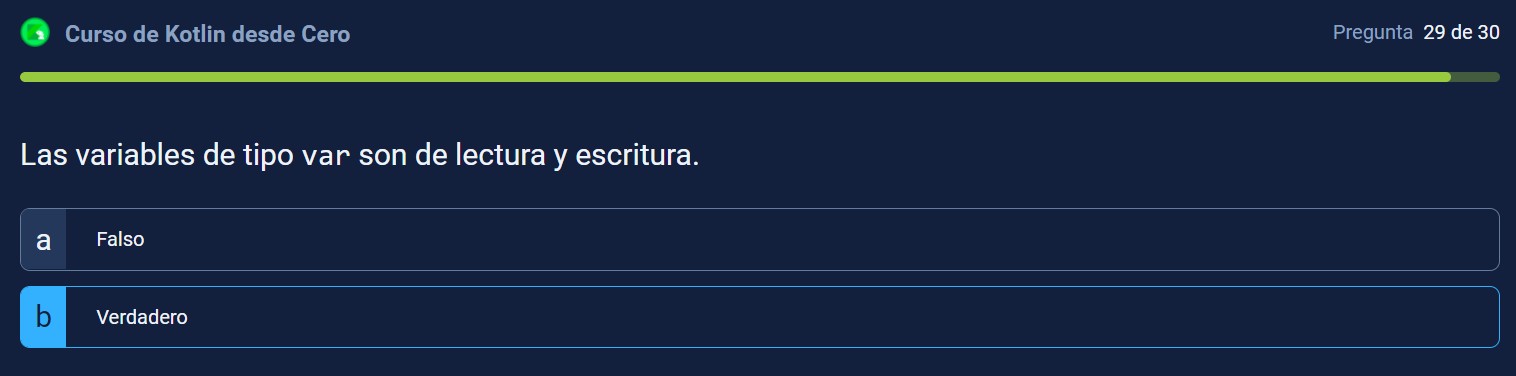 Curso de Kotlin desde Cero
Pregunta 29 de 30
Las variables de tipo var son de lectura y escritura.
a Falso
b Verdadero